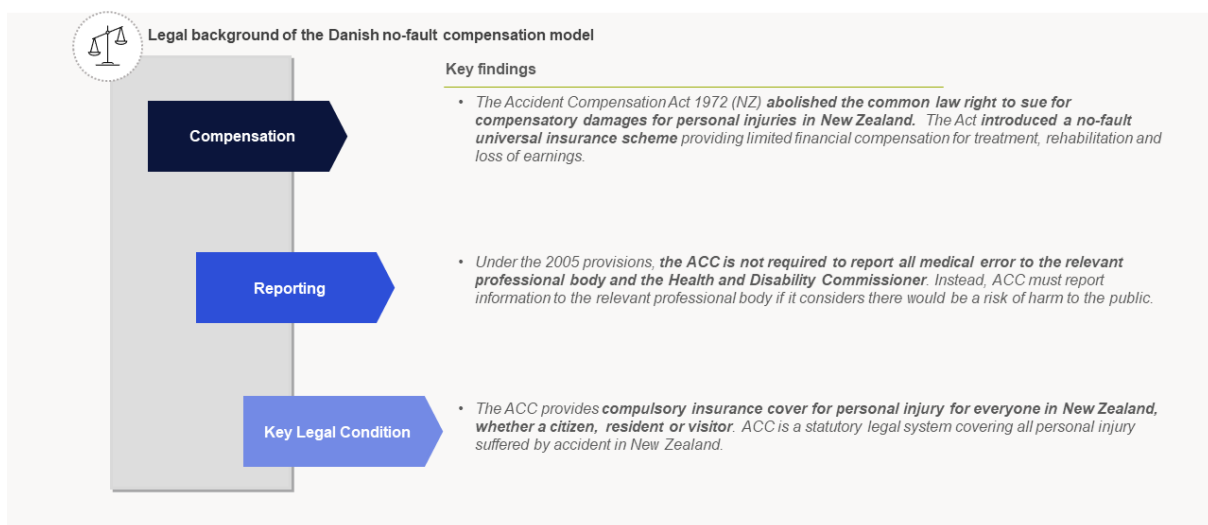 Legal background of the Danish no-fault compensation model
Key findings
Compensation
• The Accident Compensation Act 1972 (NZ) abolished the common law right to sue for
compensatory damages for personal injuries in New Zealand. The Act introduced a no-fault
universal insurance scheme providing limited financial compensation for treatment, rehabilitation and
loss of earnings.
Reporting
• Under the 2005 provisions, the ACC is not required to report all medical error to the relevant
professional body and the Health and Disability Commissioner. Instead, ACC must report
information to the relevant professional body if it considers there would be a risk of harm to the public.
Key Legal Condition
• The ACC provides compulsory insurance cover for personal injury for everyone in New Zealand,
whether a citizen, resident or visitor. ACC is a statutory legal system covering all personal injury
suffered by accident in New Zealand.